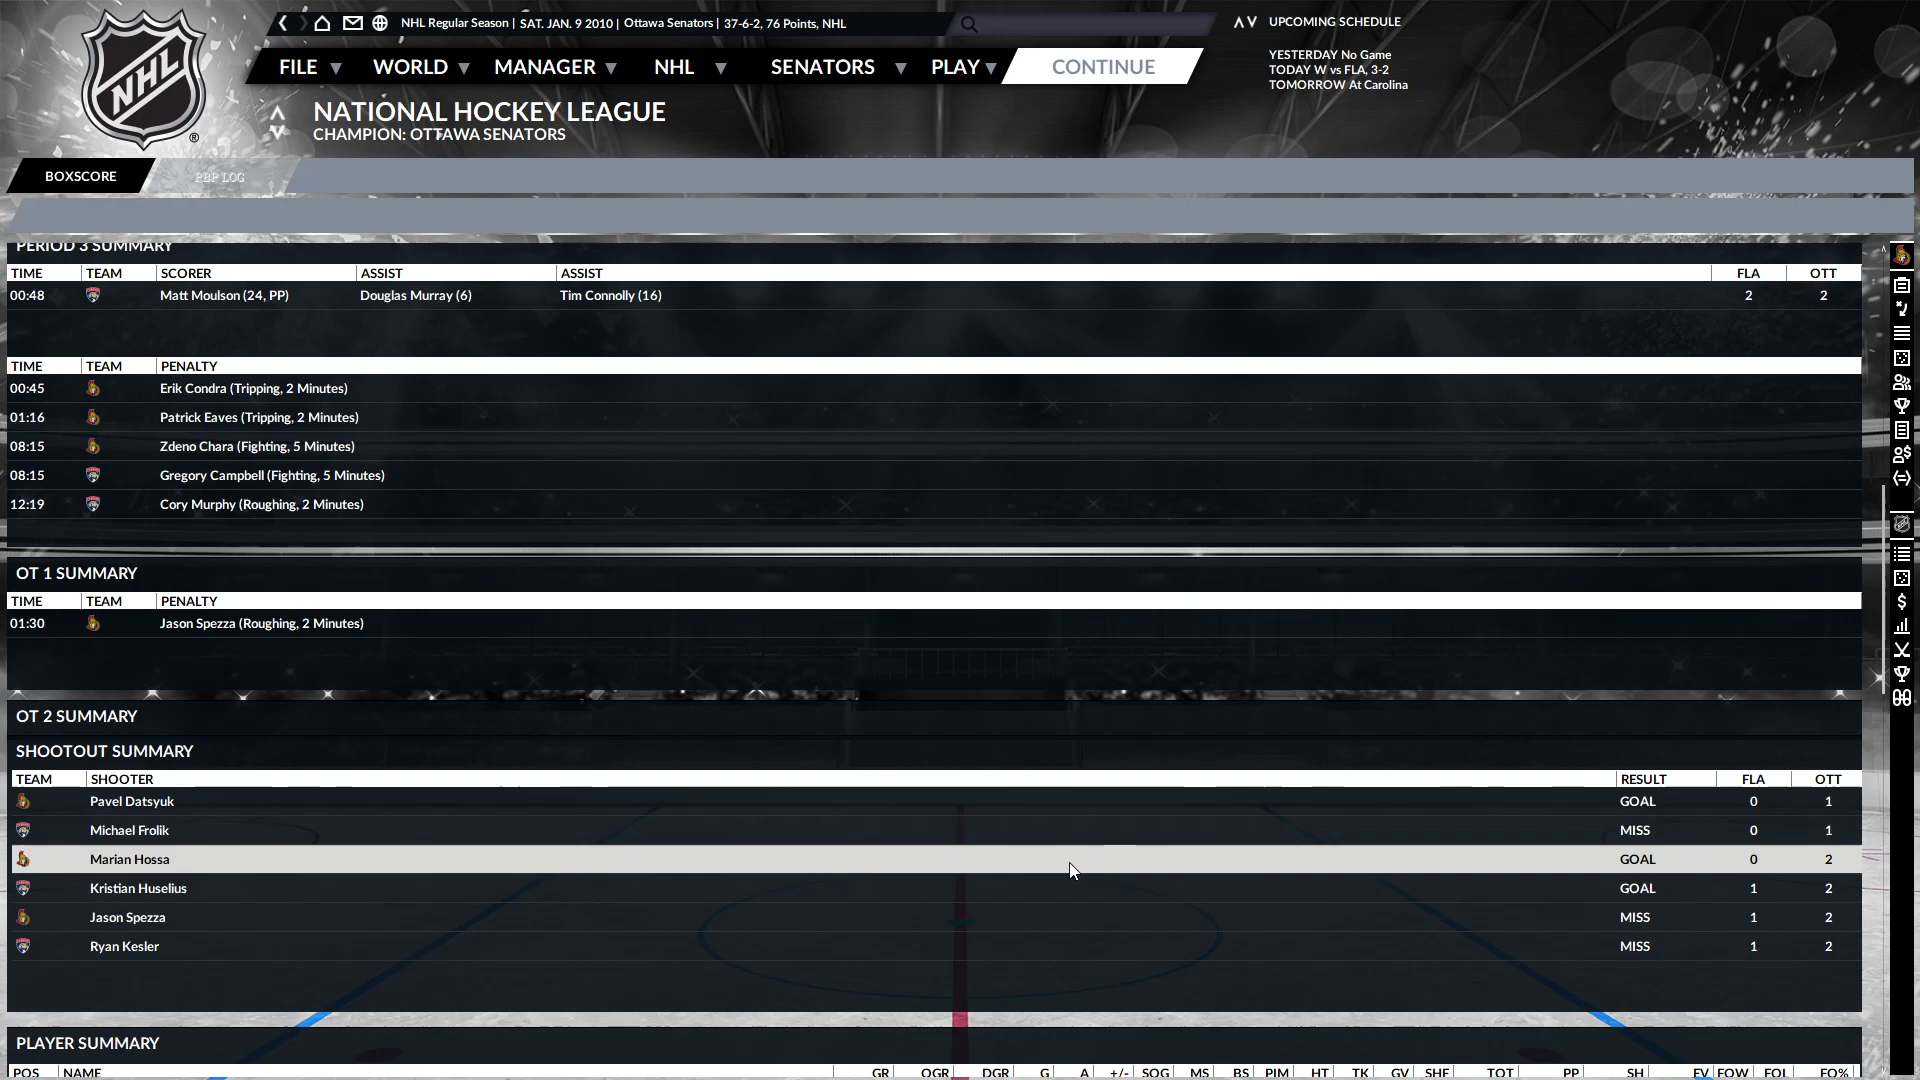 NHL Regular Season | SAT. JAN. 9 2010 | Ottawa Senators | 37-6-2, 76 Points, NHL
UPCOMING SCHEDULE
YESTERDAY No Game
TODAY W vs FLA, 3-2
TOMORROW At Carolina
NHL
FILE WORLD MANAGER NHL SENATORS PLAY CONTINUE
NATIONAL HOCKEY LEAGUE
CHAMPION: OTTAWA SENATORS
BOXSCORE PBP LOG
PERIOD 3 SUMMARY
TIME TEAM SCORER ASSIST ASSIST FLA OTT
00:48 Matt Moulson (24, PP) Douglas Murray (6) Tim Connolly (16) 2 2
TIME TEAM PENALTY
00:45 Erik Condra (Tripping, 2 Minutes)
01:16 Patrick Eaves (Tripping, 2 Minutes)
08:15 Zdeno Chara (Fighting, 5 Minutes)
08:15 Gregory Campbell (Fighting, 5 Minutes)
12:19 Cory Murphy (Roughing, 2 Minutes)
OT 1 SUMMARY
TIME TEAM PENALTY
01:30 Jason Spezza (Roughing, 2 Minutes)
OT 2 SUMMARY
SHOOTOUT SUMMARY
TEAM SHOOTER RESULT FLA OTT
Pavel Datsyuk GOAL 0 1
Michael Frolik MISS 0 1
Marian Hossa GOAL 0 2
Kristian Huselius GOAL 1 2
Jason Spezza MISS 1 2
Ryan Kesler MISS 1 2
PLAYER SUMMARY
POS NAME GR OGR DGR G A +/- SOG MS BS PIM HT TK GV SHF TOT PP SH EV FOW FOL FO%